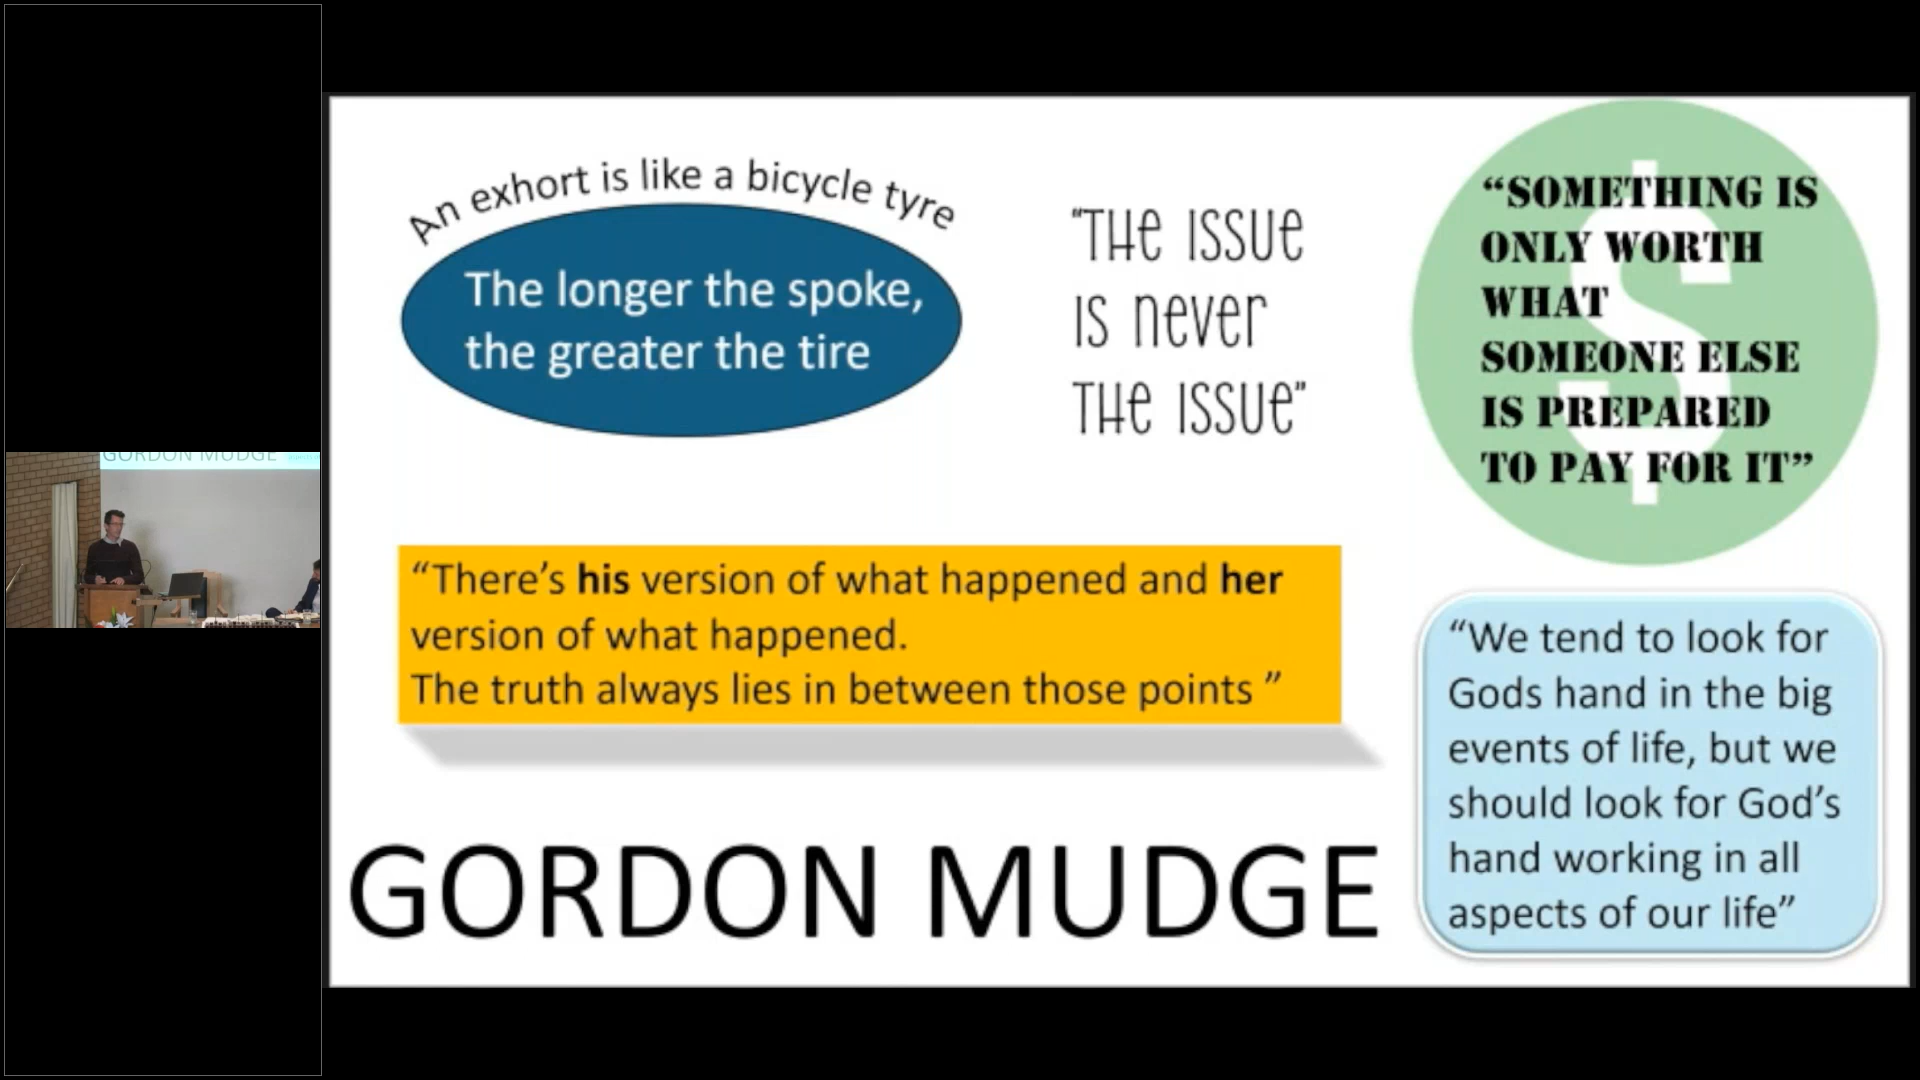 An exhort is like a bicycle tyre
The longer the spoke,
the greater the tire
“THe ISSUe
IS never
THe ISSUe”
“SOMETHING IS
ONLY WORTH
WHAT
SOMEONE ELSE
IS PREPARED
TO PAY FOR IT”
“There’s his version of what happened and her
version of what happened.
The truth always lies in between those points ”
“We tend to look for
Gods hand in the big
events of life, but we
should look for God’s
hand working in all
aspects of our life”
GORDON MUDGE
GORDON MUDGE